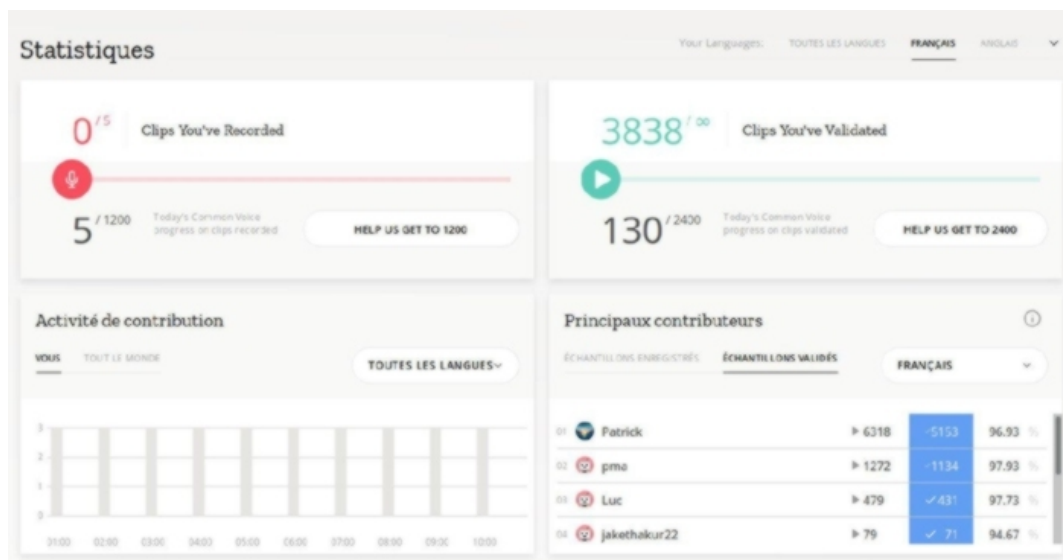 Statistiques
Your Languages: TOUTES LES LANGUES FRANÇAIS ANGLAIS
0/5 Clips You've Recorded
5/1200 Today's Common Voice progress on clips recorded HELP US GET TO 1200
3838/∞ Clips You've Validated
130/2400 Today's Common Voice progress on clips validated HELP US GET TO 2400
Activité de contribution
VOUS TOUT LE MONDE TOUTES LES LANGUES
3
2
1
0
01:00 02:00 03:00 04:00 05:00 06:00 07:00 08:00 09:00 10:00
Principaux contributeurs
ÉCHANTILLONS ENREGISTRÉS ÉCHANTILLONS VALIDÉS FRANÇAIS
01 Patrick 6318 5153 96.93 %
02 pma 1272 1134 97.93 %
03 Luc 479 431 97.73 %
04 jakethakur22 79 71 94.67 %